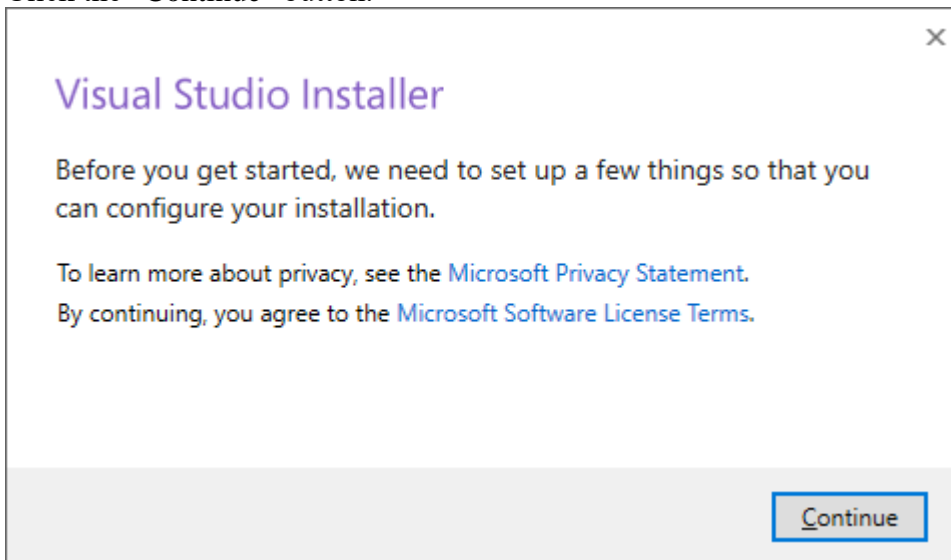 Visual Studio Installer
Before you get started, we need to set up a few things so that you
can configure your installation.
To learn more about privacy, see the Microsoft Privacy Statement.
By continuing, you agree to the Microsoft Software License Terms.
Continue